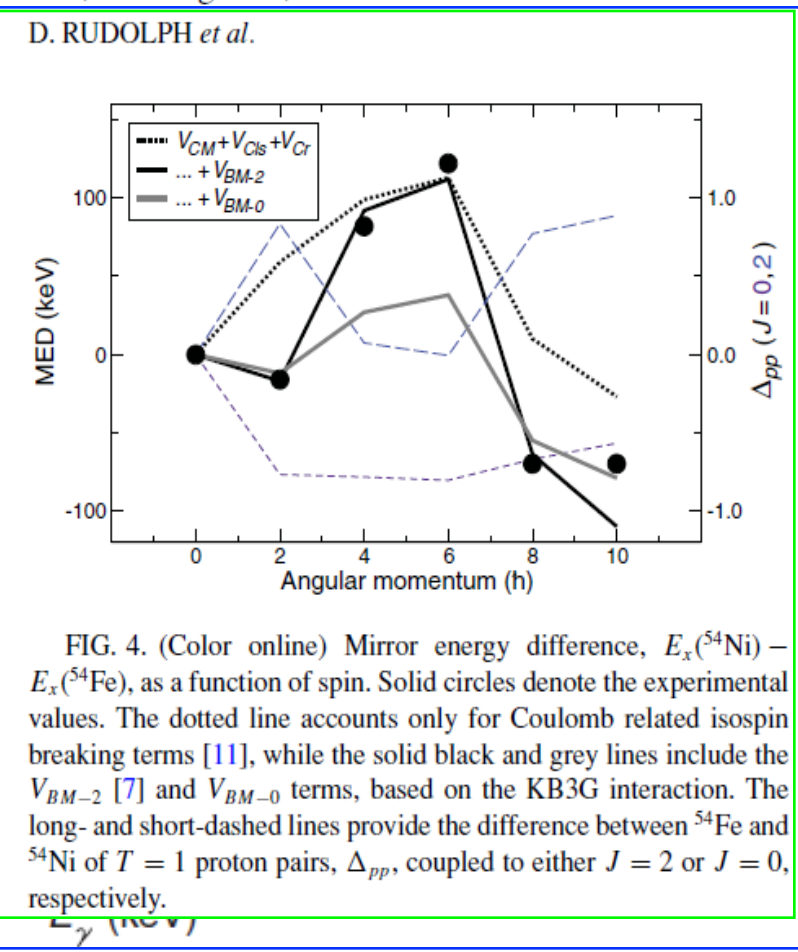 D. RUDOLPH et al.
V_CM+V_Cls+V_Cr
... + V_BM-2
... + V_BM-0
100
0
-100
MED (keV)
1.0
0.0
-1.0
Δ_pp (J = 0, 2)
0 2 4 6 8 10
Angular momentum (h)
FIG. 4. (Color online) Mirror energy difference, E_x(⁵⁴Ni) −
E_x(⁵⁴Fe), as a function of spin. Solid circles denote the experimental
values. The dotted line accounts only for Coulomb related isospin
breaking terms [11], while the solid black and grey lines include the
V_BM−2 [7] and V_BM−0 terms, based on the KB3G interaction. The
long- and short-dashed lines provide the difference between ⁵⁴Fe and
⁵⁴Ni of T = 1 proton pairs, Δ_pp, coupled to either J = 2 or J = 0,
respectively.